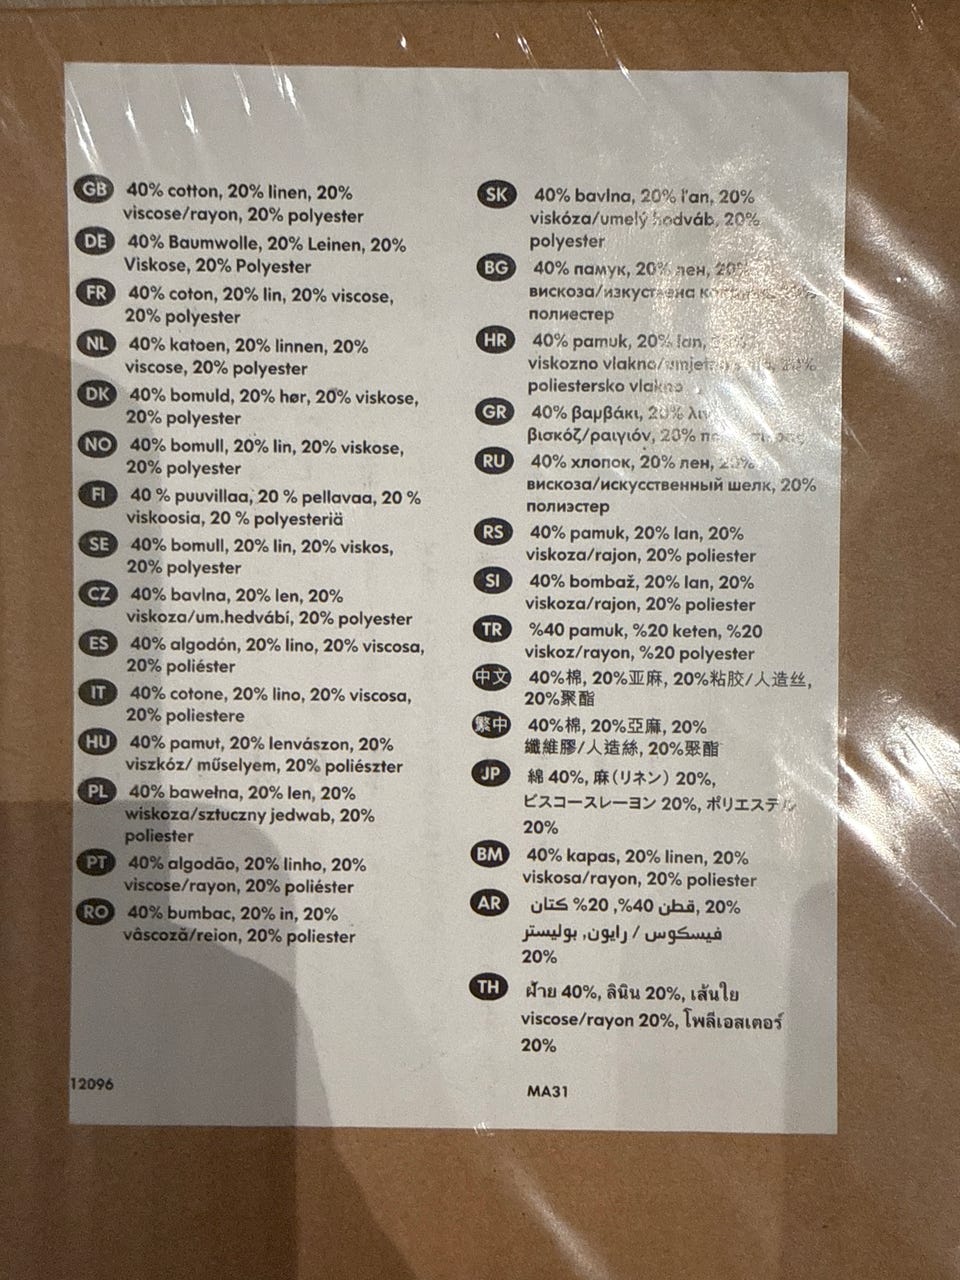 GB 40% cotton, 20% linen, 20%
viscose/rayon, 20% polyester
DE 40% Baumwolle, 20% Leinen, 20%
Viskose, 20% Polyester
FR 40% coton, 20% lin, 20% viscose,
20% polyester
NL 40% katoen, 20% linnen, 20%
viscose, 20% polyester
DK 40% bomuld, 20% hør, 20% viskose,
20% polyester
NO 40% bomull, 20% lin, 20% viskose,
20% polyester
FI 40 % puuvillaa, 20 % pellavaa, 20 %
viskoosia, 20 % polyesteriä
SE 40% bomull, 20% lin, 20% viskos,
20% polyester
CZ 40% bavlna, 20% len, 20%
viskoza/um.hedvábí, 20% polyester
ES 40% algodón, 20% lino, 20% viscosa,
20% poliéster
IT 40% cotone, 20% lino, 20% viscosa,
20% poliestere
HU 40% pamut, 20% lenvászon, 20%
viszkóz/ műselyem, 20% poliészter
PL 40% bawełna, 20% len, 20%
wiskoza/sztuczny jedwab, 20%
poliester
PT 40% algodão, 20% linho, 20%
viscose/rayon, 20% poliéster
RO 40% bumbac, 20% in, 20%
vâscoză/reion, 20% poliester
12096
SK 40% bavlna, 20% ľan, 20%
viskóza/umelý hodváb, 20%
polyester
BG 40% памук, 20% лен, 20%
вискоза/изкуствена 20%
полиестер
HR 40% pamuk, 20% lan,
viskozno 20%
poliestersko vlakno
GR 40% βαμβάκι, 20%
βισκόζ/ραιγιόν, 20%
RU 40% хлопок, 20% лен, 20%
вискоза/искусственный шелк, 20%
полиэстер
RS 40% pamuk, 20% lan, 20%
viskoza/rajon, 20% poliester
SI 40% bombaž, 20% lan, 20%
viskoza/rajon, 20% poliester
TR %40 pamuk, %20 keten, %20
viskoz/rayon, %20 polyester
中文 40%棉, 20%亚麻, 20%粘胶/人造丝,
20%聚酯
繁中 40%棉, 20%亞麻, 20%
纖維膠/人造絲, 20%聚酯
JP 綿 40%, 麻(リネン) 20%,
ビスコースレーヨン 20%, ポリエステル
20%
BM 40% kapas, 20% linen, 20%
viskosa/rayon, 20% poliester
AR قطن 40%, 20% كتان, 20%
فيسكوس / رايون, بوليستر
20%
TH ฝ้าย 40%, ลินิน 20%, เส้นใย
viscose/rayon 20%, โพลีเอสเตอร์
20%
MA31